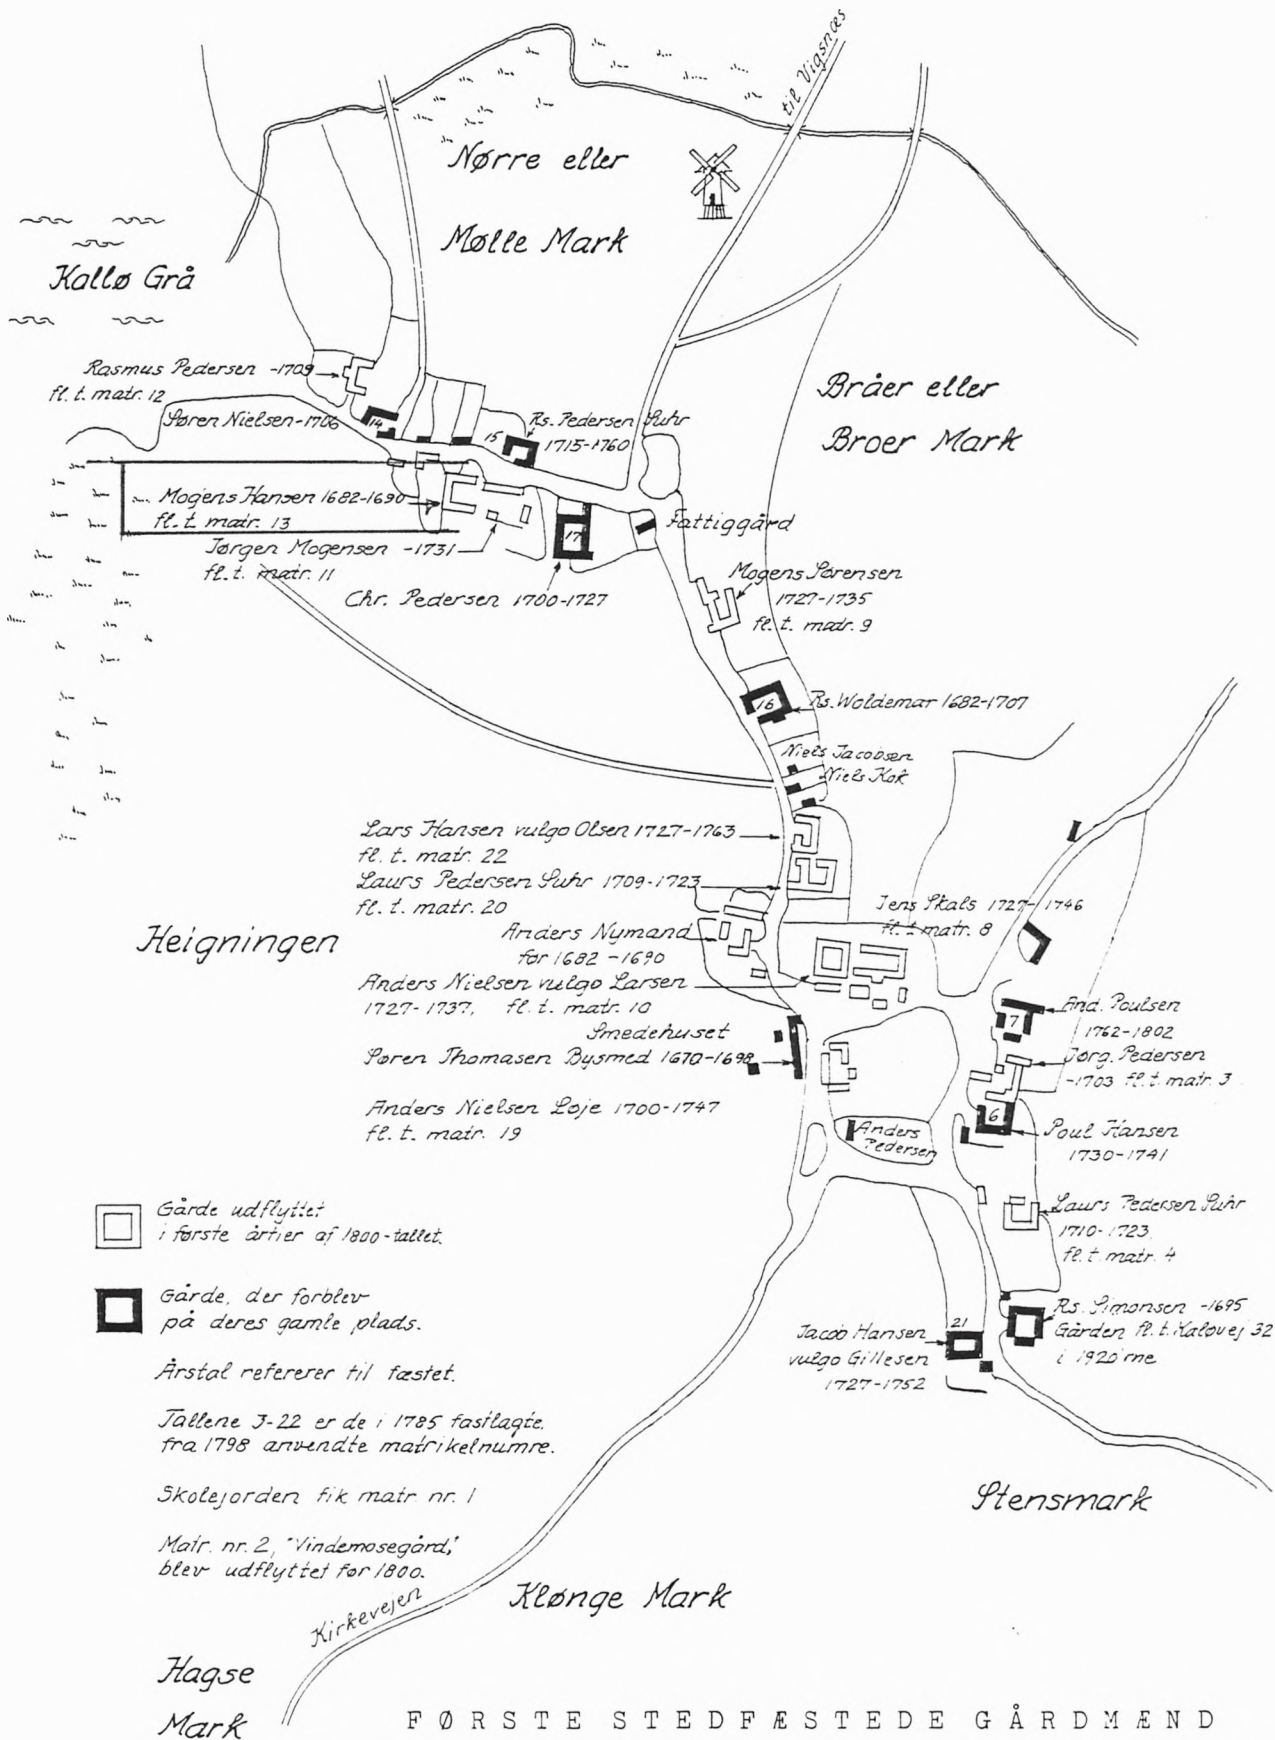 til Vigsnæs
Nørre eller
Mølle Mark
Kallø Grå
Rasmus Pedersen -1709
fl. t. matr. 12
Søren Nielsen -1706
14
15
Rs. Pedersen Suhr
1715-1760
Bråer eller
Broer Mark
Mogens Hansen 1682-1690
fl. t. matr. 13
Jørgen Mogensen -1731
fl. t. matr. 11
17
Fattiggård
Chr. Pedersen 1700-1727
Mogens Sørensen
1727-1735
fl. t. matr. 9
16
Rs. Woldemar 1682-1707
Niels Jacobsen
Niels Kok
Lars Hansen vulgo Olsen 1727-1763
fl. t. matr. 22
Laurs Pedersen Suhr 1709-1723
fl. t. matr. 20
Jens Skals 1727-1746
fl. t. matr. 8
Heigningen
Anders Nymand
før 1682 - 1690
Anders Nielsen vulgo Larsen
1727-1737, fl. t. matr. 10
Smedehuset
Søren Thomasen Bysmed 1670-1698
7
And. Poulsen
1762-1802
Jørg. Pedersen
-1703 fl. t. matr. 3
Anders Nielsen Loje 1700-1747
fl. t. matr. 19
6
Poul Hansen
1730-1741
Anders
Pedersen
Laurs Pedersen Suhr
1710-1723
fl. t. matr. 4
Gårde udflyttet
i første årtier af 1800-tallet.
Gårde, der forblev
på deres gamle plads.
Rs. Simonsen -1695
Gården fl. t. Kaløvej 32
i 1920'rne
21
Jacob Hansen
vulgo Gillesen
1727-1752
Årstal refererer til fæstet.
Tallene 3-22 er de i 1785 fastlagte.
fra 1798 anvendte matrikelnumre.
Skolejorden fik matr. nr. 1
Matr. nr. 2, "Vindemosegård,"
blev udflyttet før 1800.
Stensmark
Klønge Mark
Kirkevejen
Hagse
Mark
FØRSTE STEDFÆSTEDE GÅRDMÆND